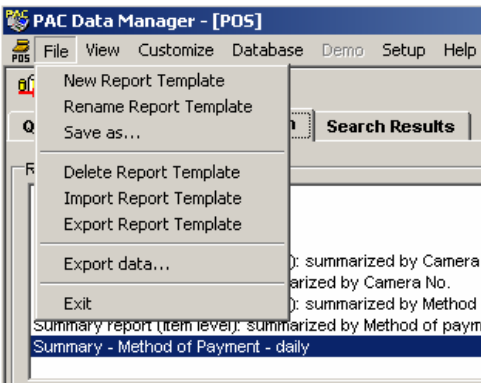 PAC Data Manager - [POS]
POS File View Customize Database Demo Setup Help
New Report Template
Rename Report Template
Save as...
Search Results
Delete Report Template
Import Report Template
Export Report Template
Export data...
): summarized by Camera
arized by Camera No.
Exit
): summarized by Method
Summary report (item level): summarized by Method of paym
Summary - Method of Payment - daily